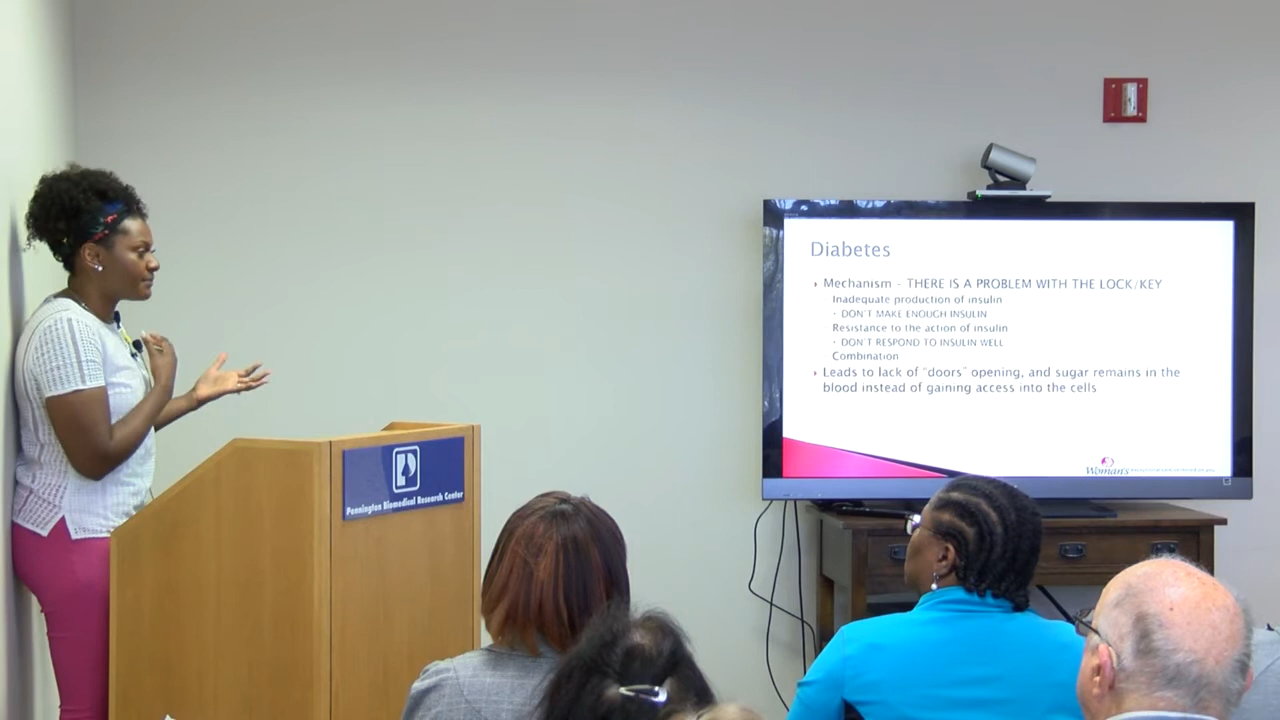 Diabetes
Mechanism - THERE IS A PROBLEM WITH THE LOCK/KEY
Inadequate production of insulin
DON'T MAKE ENOUGH INSULIN
Resistance to the action of insulin
DON'T RESPOND TO INSULIN WELL
Combination
Leads to lack of "doors" opening, and sugar remains in the
blood instead of gaining access into the cells
Woman's
Pennington Biomedical Research Center